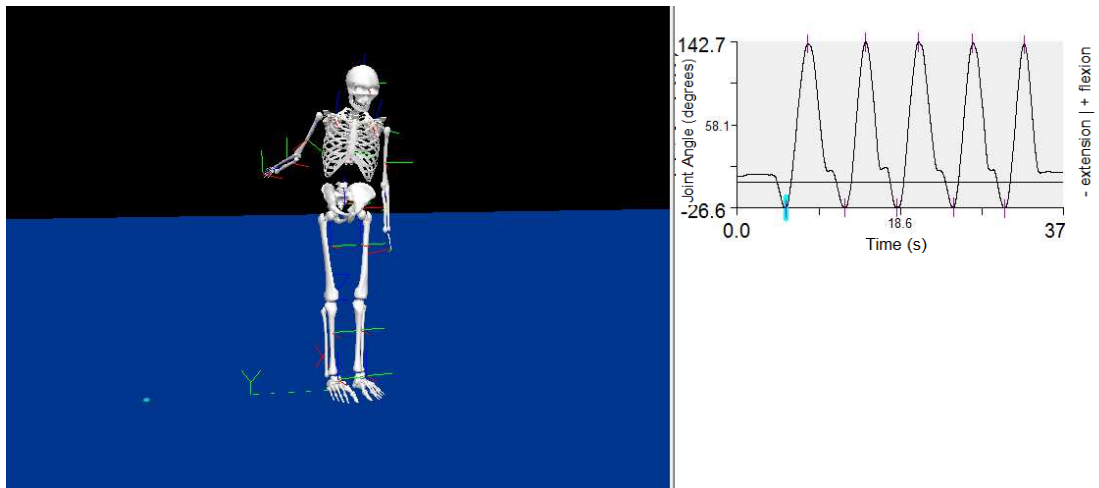 X
Y
142.7
58.1
-26.6
Joint Angle (degrees)
0.0
18.6
37
Time (s)
- extension | + flexion